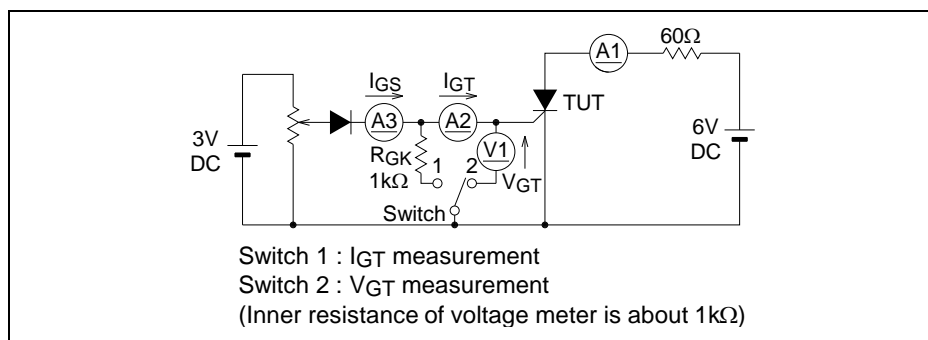 60Ω
A1
IGS
IGT
TUT
A3
A2
3V
DC
6V
DC
RGK
1kΩ
1
2
V1
VGT
Switch
Switch 1 : IGT measurement
Switch 2 : VGT measurement
(Inner resistance of voltage meter is about 1kΩ)